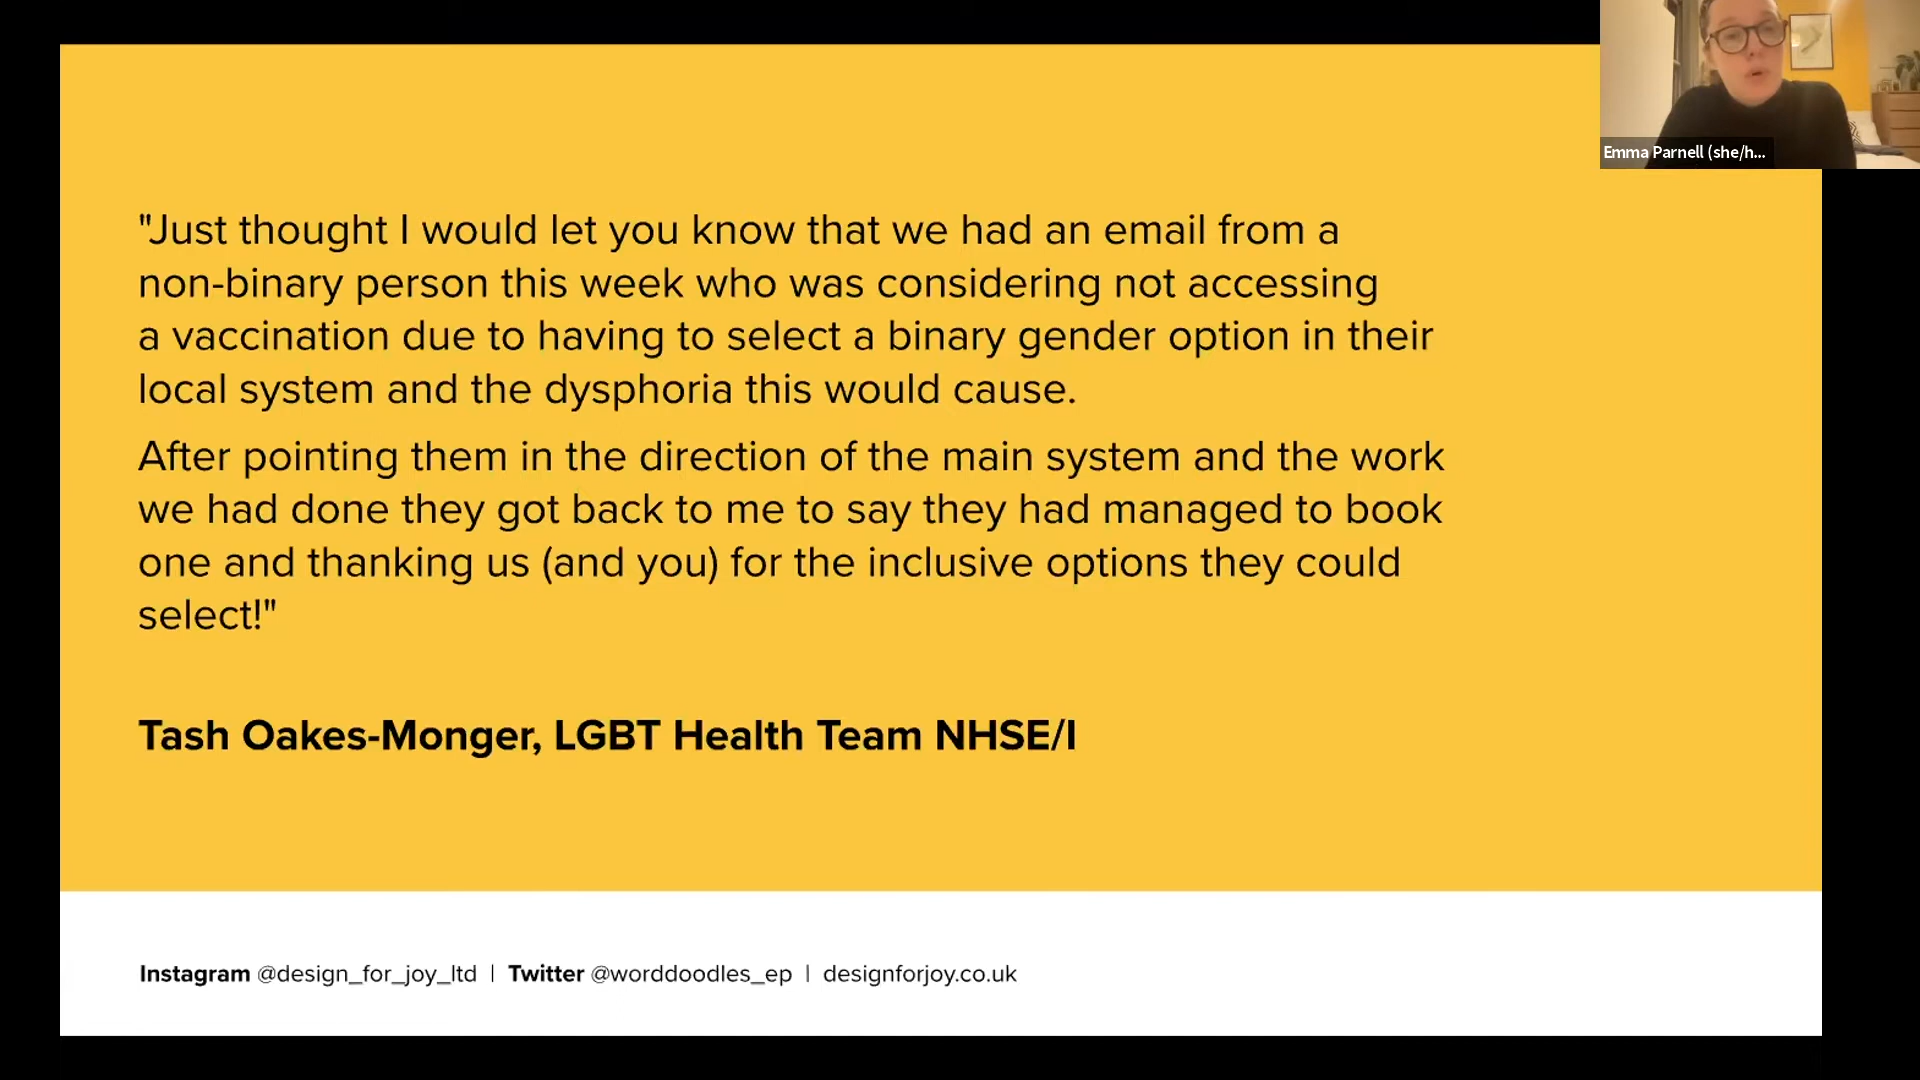 Emma Parnell (she/h...
"Just thought I would let you know that we had an email from a
non-binary person this week who was considering not accessing
a vaccination due to having to select a binary gender option in their
local system and the dysphoria this would cause.
After pointing them in the direction of the main system and the work
we had done they got back to me to say they had managed to book
one and thanking us (and you) for the inclusive options they could
select!"
Tash Oakes-Monger, LGBT Health Team NHSE/I
Instagram @design_for_joy_ltd | Twitter @worddoodles_ep | designforjoy.co.uk